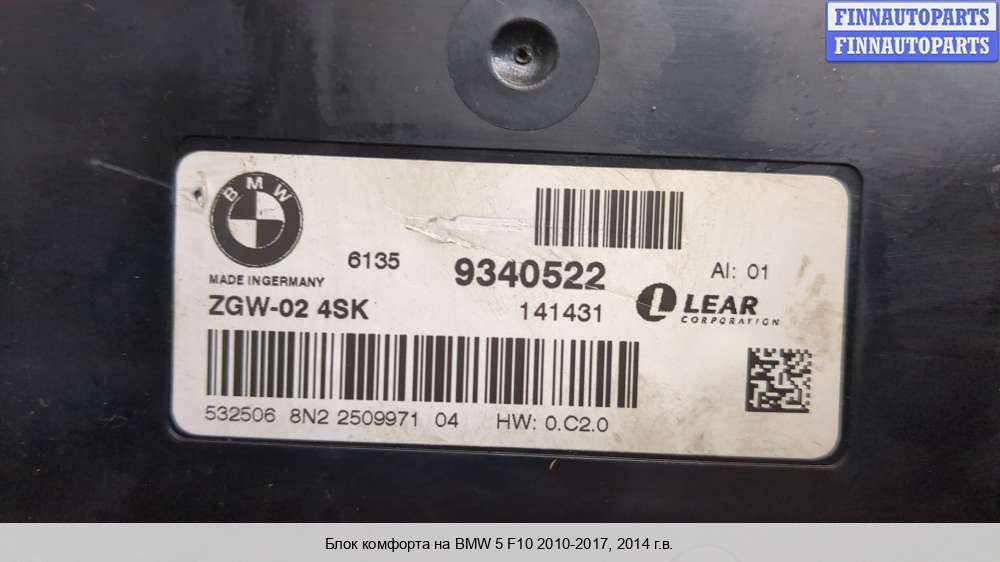 FINNAUTOPARTS
FINNAUTOPARTS
BMW
6135 9340522 AI: 01
MADE INGERMANY
ZGW-02 4SK 141431 LEAR
CORPORATION
532506 8N2 2509971 04 HW: 0.C2.0
Блок комфорта на BMW 5 F10 2010-2017, 2014 г.в.